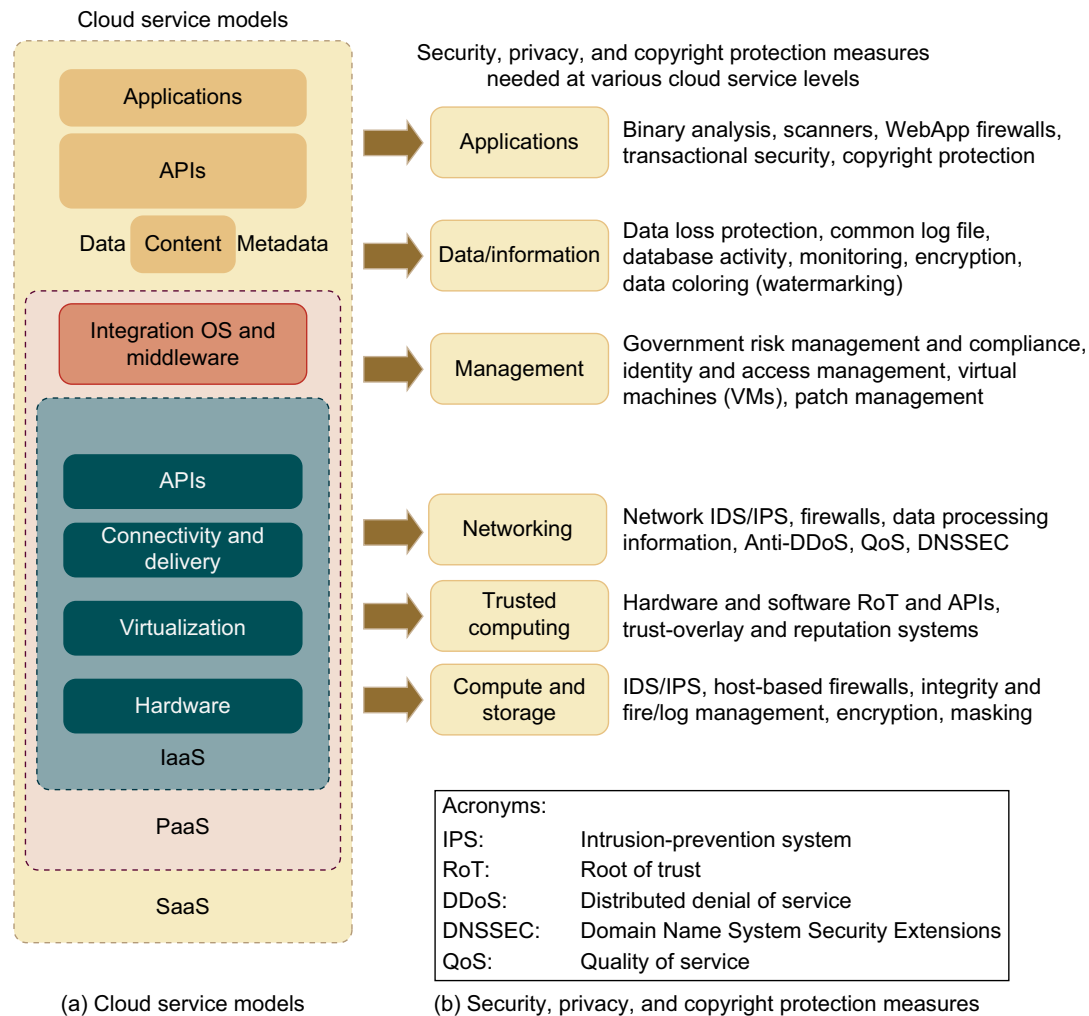 Cloud service models
Applications
APIs
Data
Content
Metadata
Integration OS and
middleware
APIs
Connectivity and
delivery
Virtualization
Hardware
IaaS
PaaS
SaaS
(a) Cloud service models
Security, privacy, and copyright protection measures
needed at various cloud service levels
Applications
Binary analysis, scanners, WebApp firewalls,
transactional security, copyright protection
Data/information
Data loss protection, common log file,
database activity, monitoring, encryption,
data coloring (watermarking)
Management
Government risk management and compliance,
identity and access management, virtual
machines (VMs), patch management
Networking
Network IDS/IPS, firewalls, data processing
information, Anti-DDoS, QoS, DNSSEC
Trusted
computing
Hardware and software RoT and APIs,
trust-overlay and reputation systems
Compute and
storage
IDS/IPS, host-based firewalls, integrity and
fire/log management, encryption, masking
Acronyms:
IPS: Intrusion-prevention system
RoT: Root of trust
DDoS: Distributed denial of service
DNSSEC: Domain Name System Security Extensions
QoS: Quality of service
(b) Security, privacy, and copyright protection measures